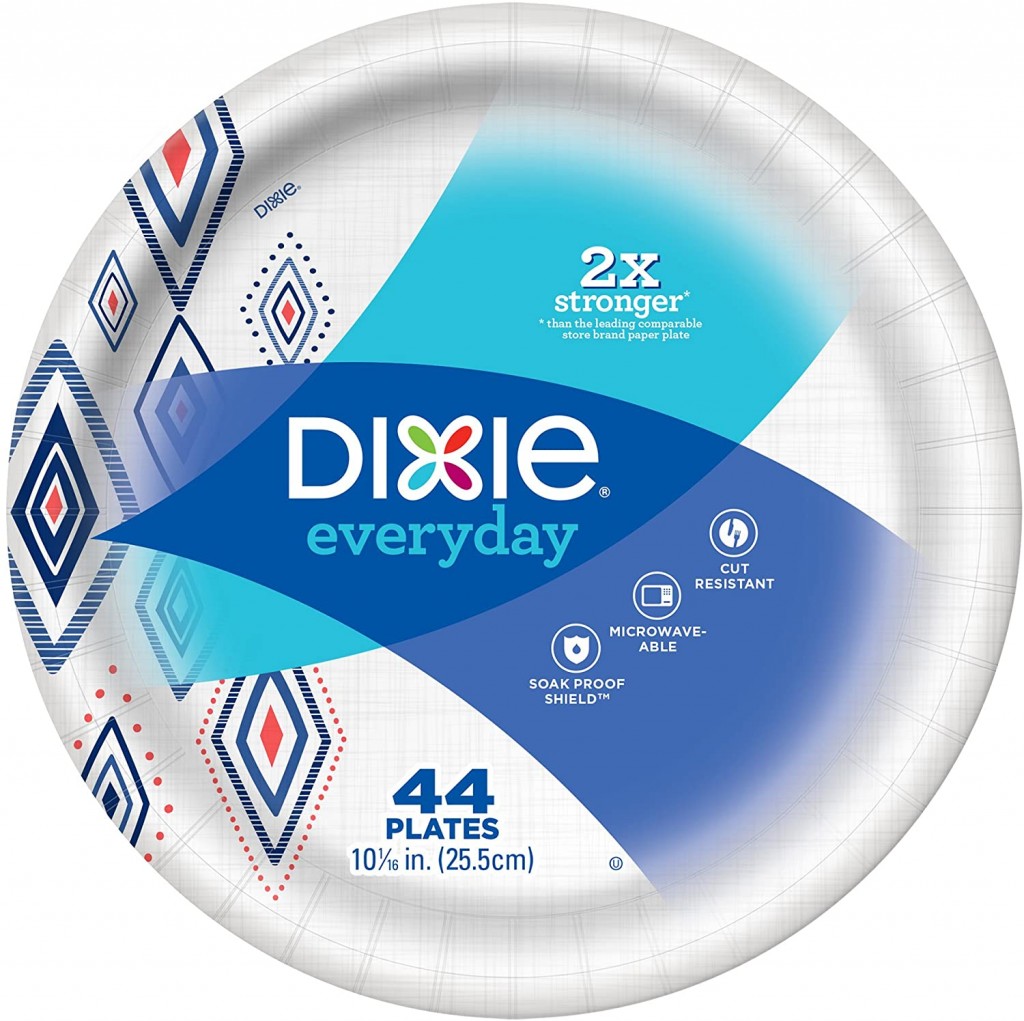 DIXIE®
2x
stronger*
* than the leading comparable
store brand paper plate
DIXIE®
everyday
CUT
RESISTANT
MICROWAVE-
ABLE
SOAK PROOF
SHIELD™
44
PLATES
10 1/16 in. (25.5cm)
Ⓤ